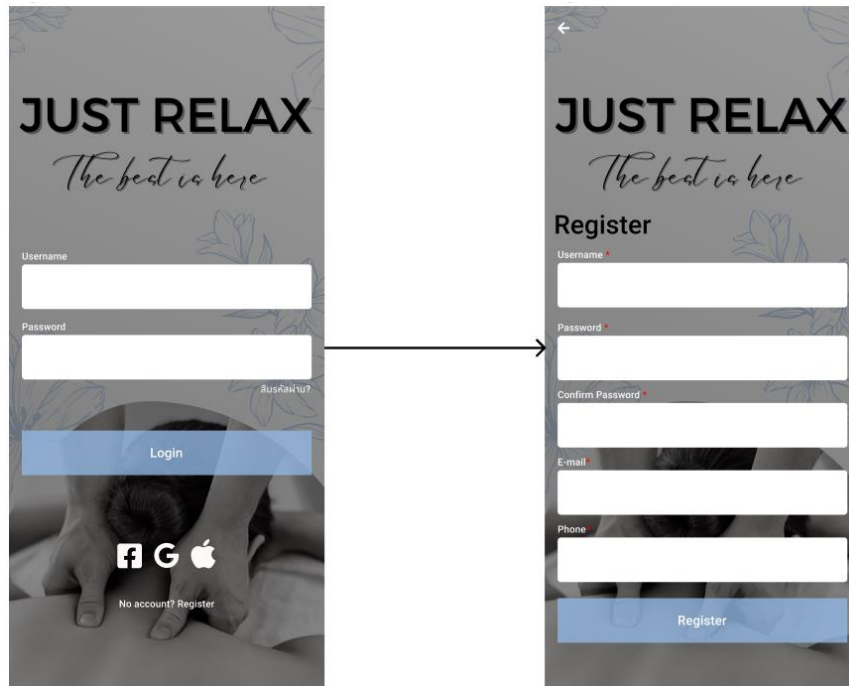 JUST RELAX
The best is here
Username
Password
ลืมรหัสผ่าน?
Login
No account? Register
JUST RELAX
The best is here
Register
Username *
Password *
Confirm Password *
E-mail*
Phone*
Register